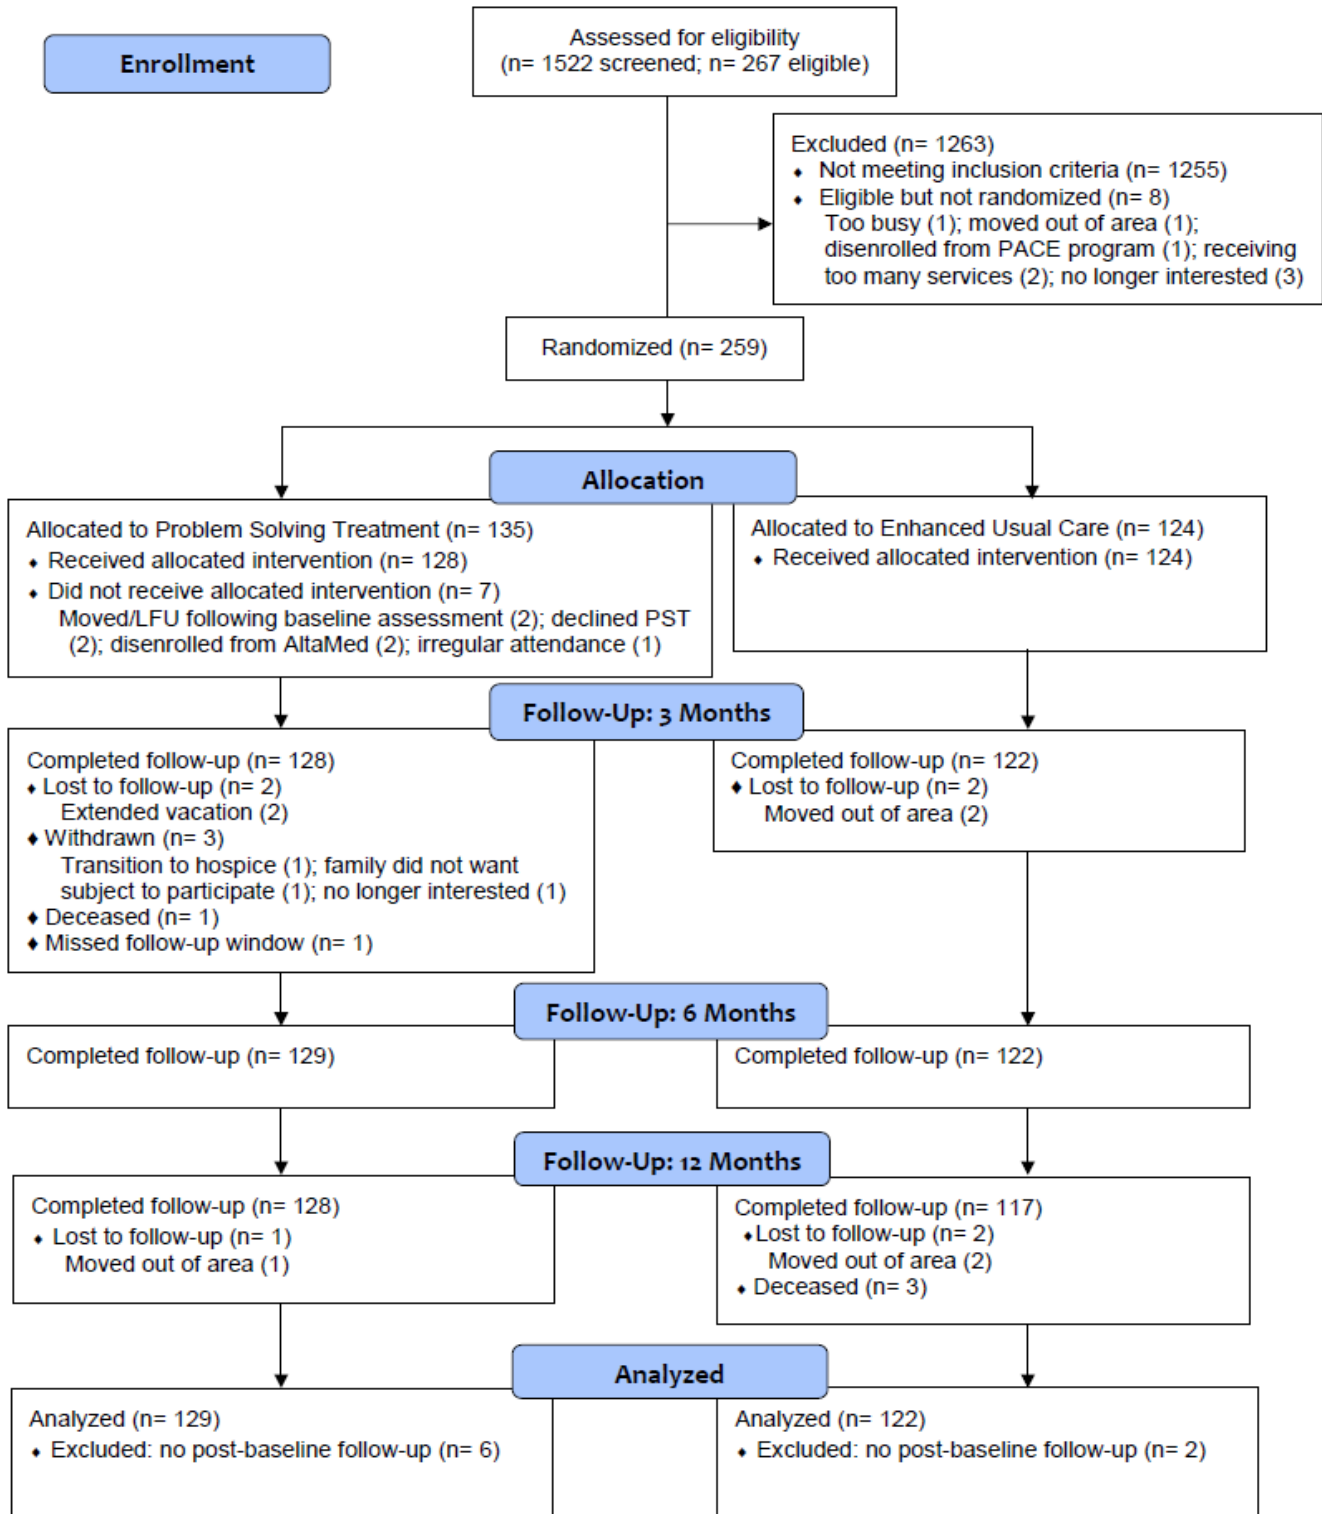 Enrollment
Assessed for eligibility
(n= 1522 screened; n= 267 eligible)
Excluded (n= 1263)
⬧ Not meeting inclusion criteria (n= 1255)
⬧ Eligible but not randomized (n= 8)
Too busy (1); moved out of area (1);
disenrolled from PACE program (1); receiving
too many services (2); no longer interested (3)
Randomized (n= 259)
Allocation
Allocated to Problem Solving Treatment (n= 135)
⬧ Received allocated intervention (n= 128)
⬧ Did not receive allocated intervention (n= 7)
Moved/LFU following baseline assessment (2); declined PST
(2); disenrolled from AltaMed (2); irregular attendance (1)
Allocated to Enhanced Usual Care (n= 124)
⬧ Received allocated intervention (n= 124)
Follow-Up: 3 Months
Completed follow-up (n= 128)
⬧ Lost to follow-up (n= 2)
Extended vacation (2)
⬧ Withdrawn (n= 3)
Transition to hospice (1); family did not want
subject to participate (1); no longer interested (1)
⬧ Deceased (n= 1)
⬧ Missed follow-up window (n= 1)
Completed follow-up (n= 122)
⬧ Lost to follow-up (n= 2)
Moved out of area (2)
Follow-Up: 6 Months
Completed follow-up (n= 129)
Completed follow-up (n= 122)
Follow-Up: 12 Months
Completed follow-up (n= 128)
⬧ Lost to follow-up (n= 1)
Moved out of area (1)
Completed follow-up (n= 117)
⬧ Lost to follow-up (n= 2)
Moved out of area (2)
⬧ Deceased (n= 3)
Analyzed
Analyzed (n= 129)
⬧ Excluded: no post-baseline follow-up (n= 6)
Analyzed (n= 122)
⬧ Excluded: no post-baseline follow-up (n= 2)